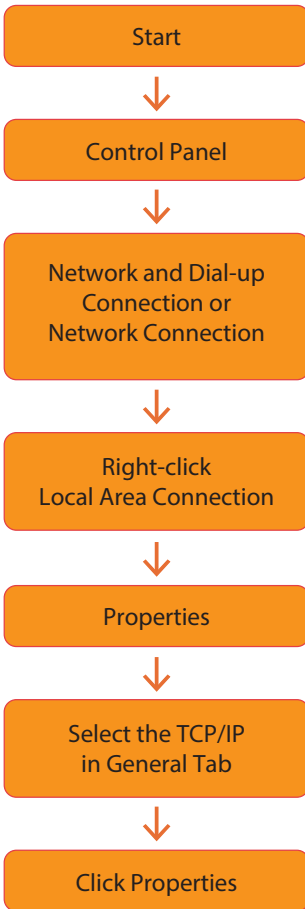 Start
Control Panel
Network and Dial-up
Connection or
Network Connection
Right-click
Local Area Connection
Properties
Select the TCP/IP
in General Tab
Click Properties